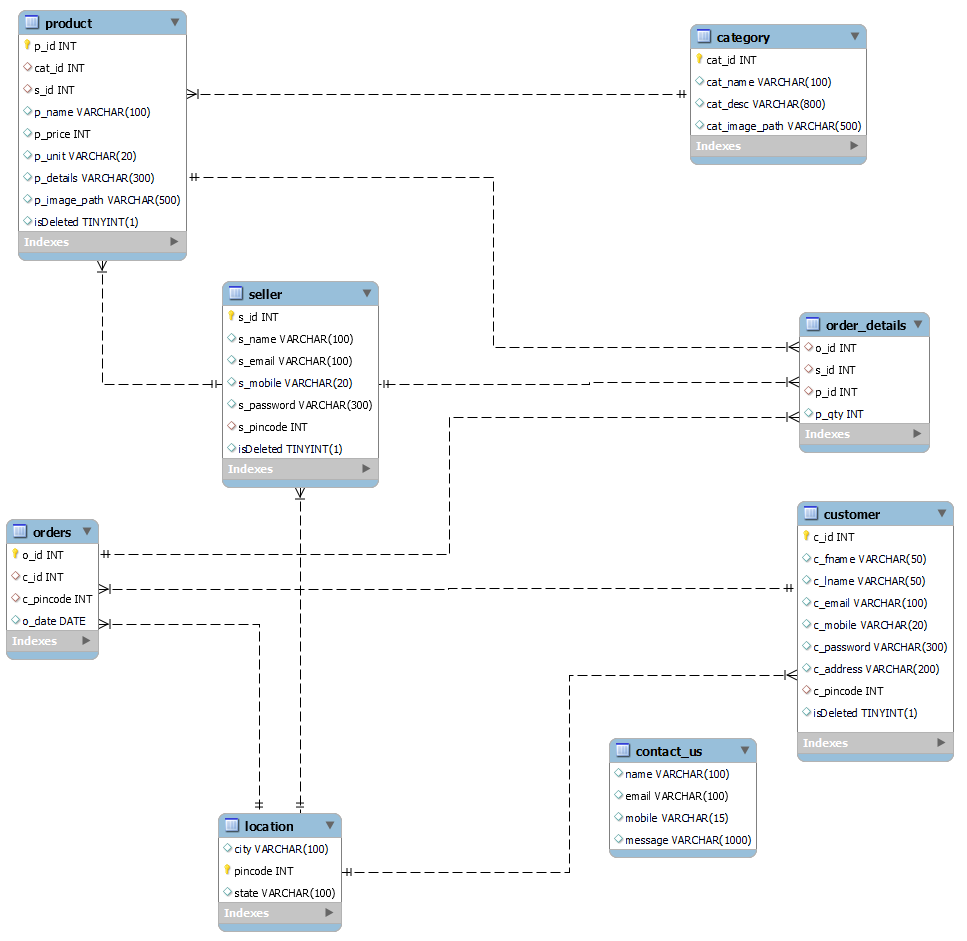 product
p_id INT
cat_id INT
s_id INT
p_name VARCHAR(100)
p_price INT
p_unit VARCHAR(20)
p_details VARCHAR(300)
p_image_path VARCHAR(500)
isDeleted TINYINT(1)
Indexes
category
cat_id INT
cat_name VARCHAR(100)
cat_desc VARCHAR(800)
cat_image_path VARCHAR(500)
Indexes
seller
s_id INT
s_name VARCHAR(100)
s_email VARCHAR(100)
s_mobile VARCHAR(20)
s_password VARCHAR(300)
s_pincode INT
isDeleted TINYINT(1)
Indexes
order_details
o_id INT
s_id INT
p_id INT
p_qty INT
Indexes
orders
o_id INT
c_id INT
c_pincode INT
o_date DATE
Indexes
customer
c_id INT
c_fname VARCHAR(50)
c_lname VARCHAR(50)
c_email VARCHAR(100)
c_mobile VARCHAR(20)
c_password VARCHAR(300)
c_address VARCHAR(200)
c_pincode INT
isDeleted TINYINT(1)
Indexes
contact_us
name VARCHAR(100)
email VARCHAR(100)
mobile VARCHAR(15)
message VARCHAR(1000)
location
city VARCHAR(100)
pincode INT
state VARCHAR(100)
Indexes